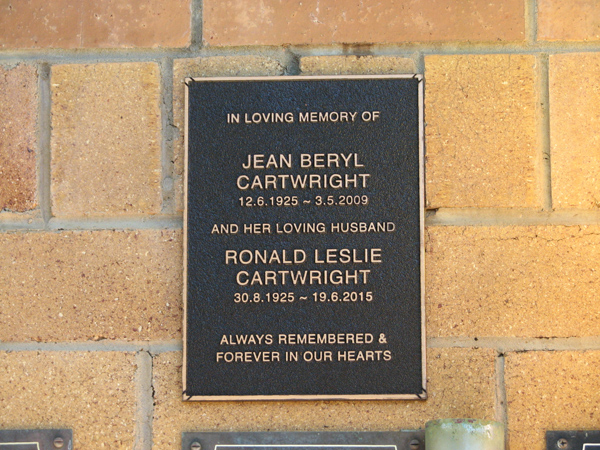 IN LOVING MEMORY OF
JEAN BERYL
CARTWRIGHT
12.6.1925 ~ 3.5.2009
AND HER LOVING HUSBAND
RONALD LESLIE
CARTWRIGHT
30.8.1925 ~ 19.6.2015
ALWAYS REMEMBERED &
FOREVER IN OUR HEARTS